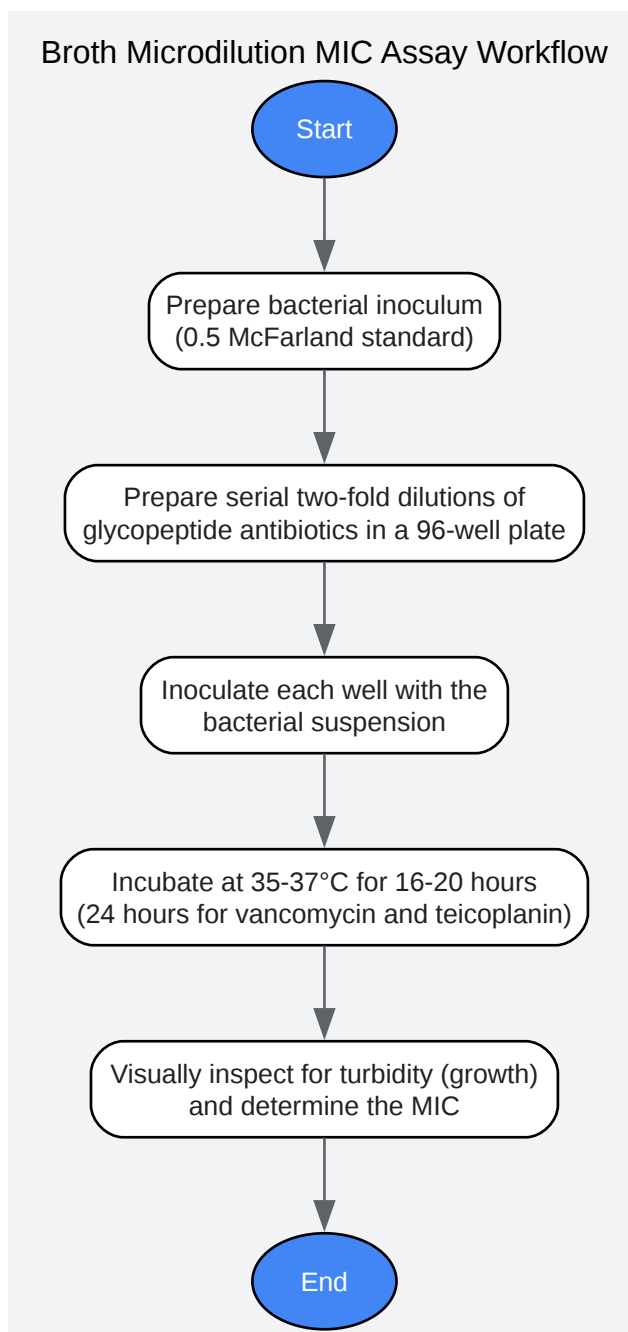 Broth Microdilution MIC Assay Workflow
Start
Prepare bacterial inoculum
(0.5 McFarland standard)
Prepare serial two-fold dilutions of
glycopeptide antibiotics in a 96-well plate
Inoculate each well with the
bacterial suspension
Incubate at 35-37°C for 16-20 hours
(24 hours for vancomycin and teicoplanin)
Visually inspect for turbidity (growth)
and determine the MIC
End